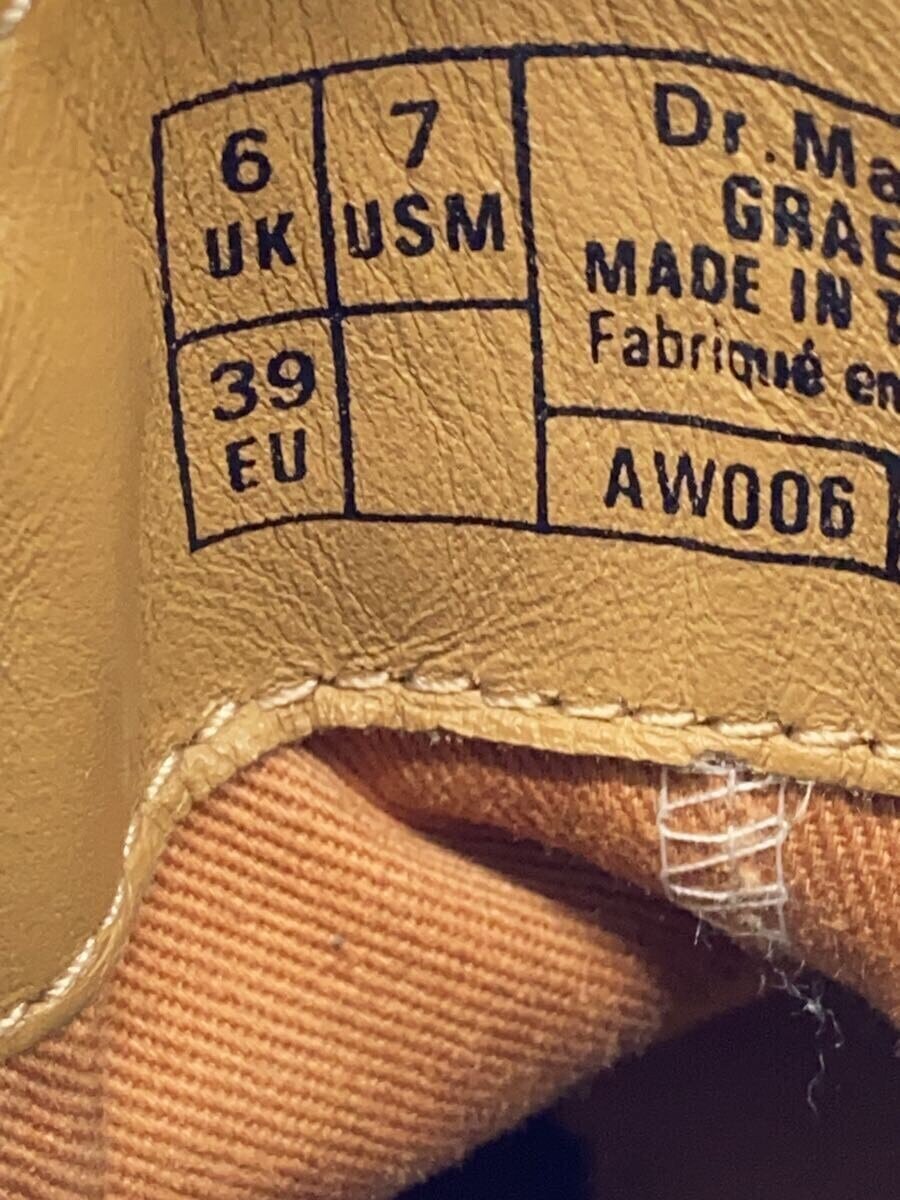 6
UK
7
USM
39
EU
Dr.Ma
GRAE
MADE IN T
Fabriqué en
AW006